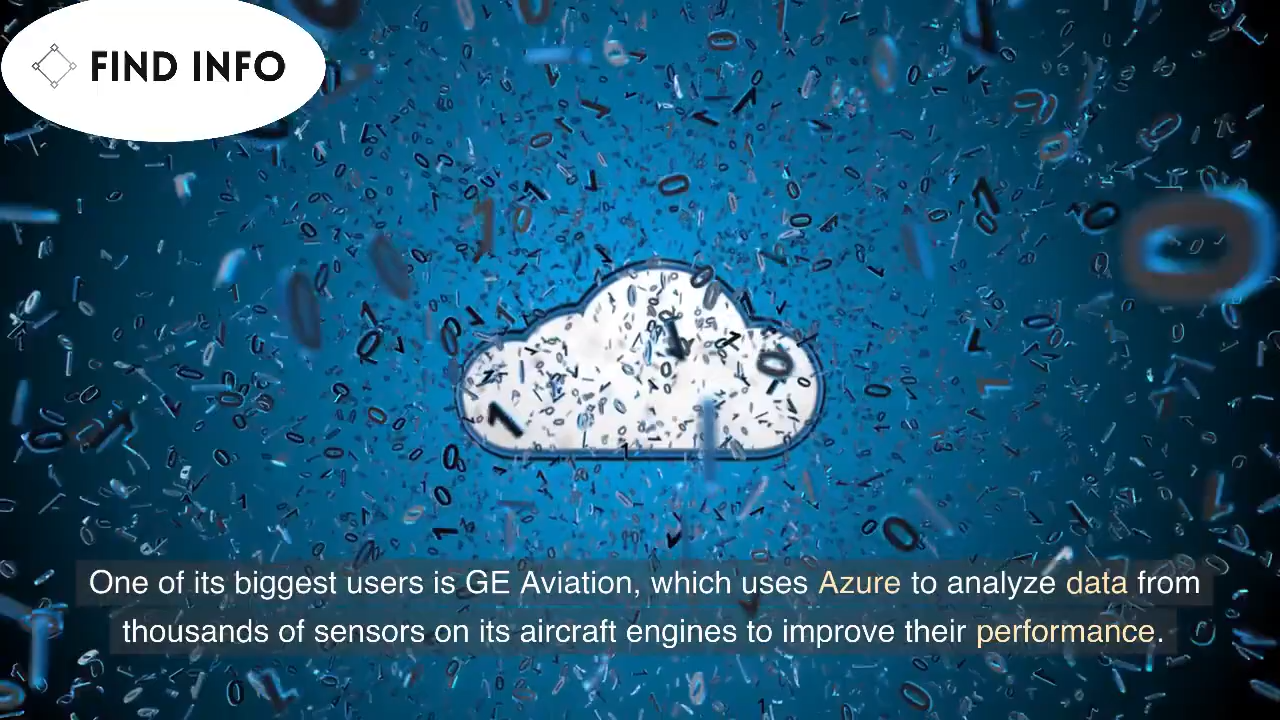 FIND INFO
One of its biggest users is GE Aviation, which uses Azure to analyze data from
thousands of sensors on its aircraft engines to improve their performance.